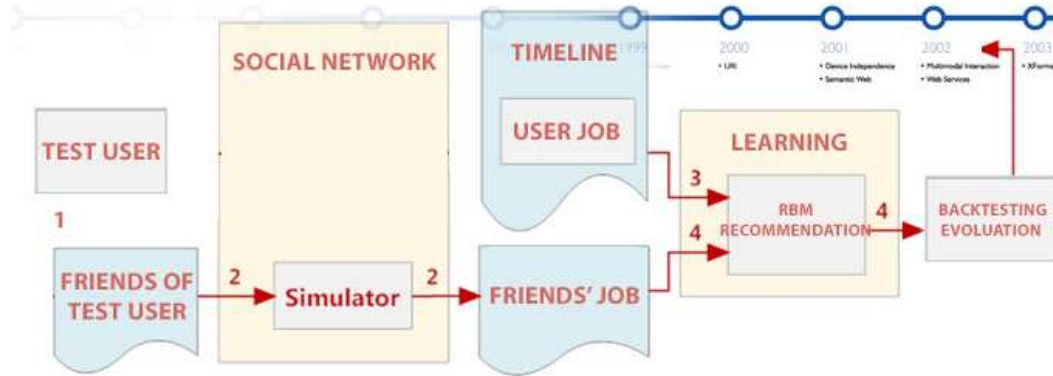 1999
2000
2001
2002
2003
• URI
• Device Independence
• Semantic Web
• Multimodal Interaction
• Web Services
• XForms
SOCIAL NETWORK
TIMELINE
TEST USER
USER JOB
LEARNING
1
3
4
RBM
RECOMMENDATION
4
BACKTESTING
EVOLUATION
FRIENDS OF
TEST USER
2
Simulator
2
FRIENDS' JOB